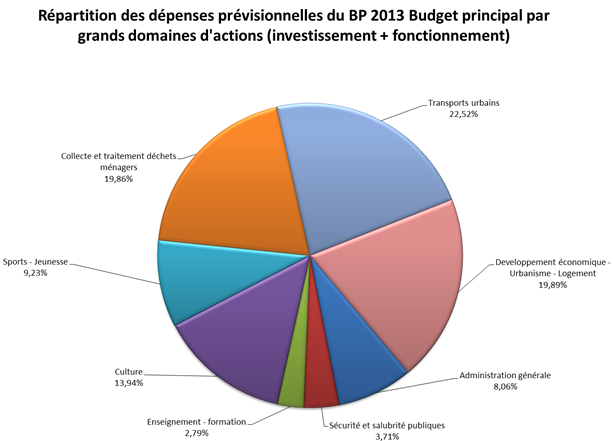 Répartition des dépenses prévisionnelles du BP 2013 Budget principal par
grands domaines d'actions (investissement + fonctionnement)
Transports urbains
22,52%
Collecte et traitement déchets
ménagers
19,86%
Sports - Jeunesse
9,23%
Developpement économique -
Urbanisme - Logement
19,89%
Culture
13,94%
Administration générale
8,06%
Enseignement - formation
2,79%
Sécurité et salubrité publiques
3,71%